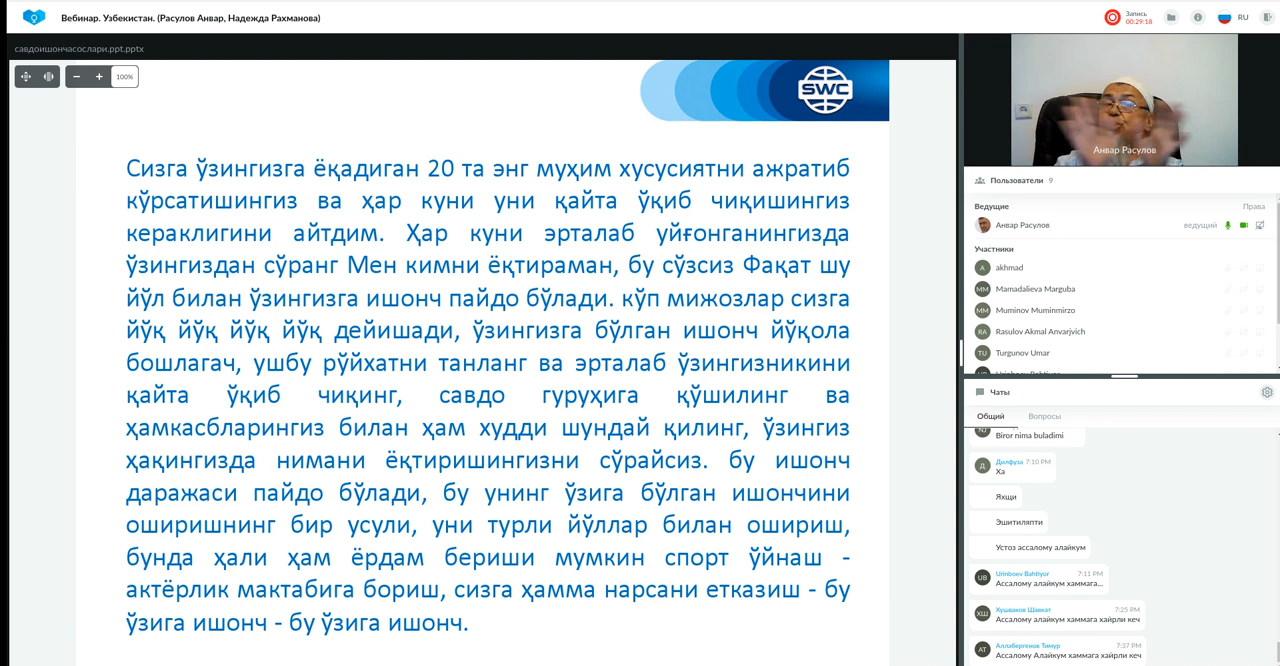 Вебинар. Узбекистан. (Расулов Анвар, Надежда Рахманова)
Запись
00:29:18
RU
савдоишончасослари.ppt.pptx
100%
SWC
Сизга ўзингизга ёқадиган 20 та энг муҳим хусусиятни ажратиб
кўрсатишингиз ва ҳар куни уни қайта ўқиб чиқишингиз
кераклигини айтдим. Ҳар куни эрталаб уйғонганингизда
ўзингиздан сўранг Мен кимни ёқтираман, бу сўзсиз Фақат шу
йўл билан ўзингизга ишонч пайдо бўлади. кўп мижозлар сизга
йўқ йўқ йўқ йўқ дейишади, ўзингизга бўлган ишонч йўқола
бошлагач, ушбу рўйхатни танланг ва эрталаб ўзингизникини
қайта ўқиб чиқинг, савдо гуруҳига қўшилинг ва
ҳамкасбларингиз билан ҳам худди шундай қилинг, ўзингиз
ҳақингизда нимани ёқтиришингизни сўрайсиз. бу ишонч
даражаси пайдо бўлади, бу унинг ўзига бўлган ишончини
оширишнинг бир усули, уни турли йўллар билан ошириш,
бунда ҳали ҳам ёрдам бериши мумкин спорт ўйнаш -
актёрлик мактабига бориш, сизга ҳамма нарсани етказиш - бу
ўзига ишонч - бу ўзига ишонч.
Анвар Расулов
Пользователи 9
Ведущие Права
Анвар Расулов ведущий
Участники
A akhmad
MM Mamadalieva Marguba
MM Muminov Muminmirzo
RA Rasulov Akmal Anvarjvich
TU Turgunov Umar
Чаты
Общий Вопросы
NJ Biror nima buladimi
Д Дилфуза 7:10 PM
Ха
Яхши
Эшитиляпти
Устоз ассалому алайкум
UB Urinboev Bahtiyor 7:11 PM
Ассалому алайкум хаммага...
ХШ Хушваков Шавкат 7:25 PM
Ассалому алайкум хаммага хайрли кеч
АТ Аллабергенов Тимур 7:37 PM
Ассалому Алайкум хаммага хайрли кеч